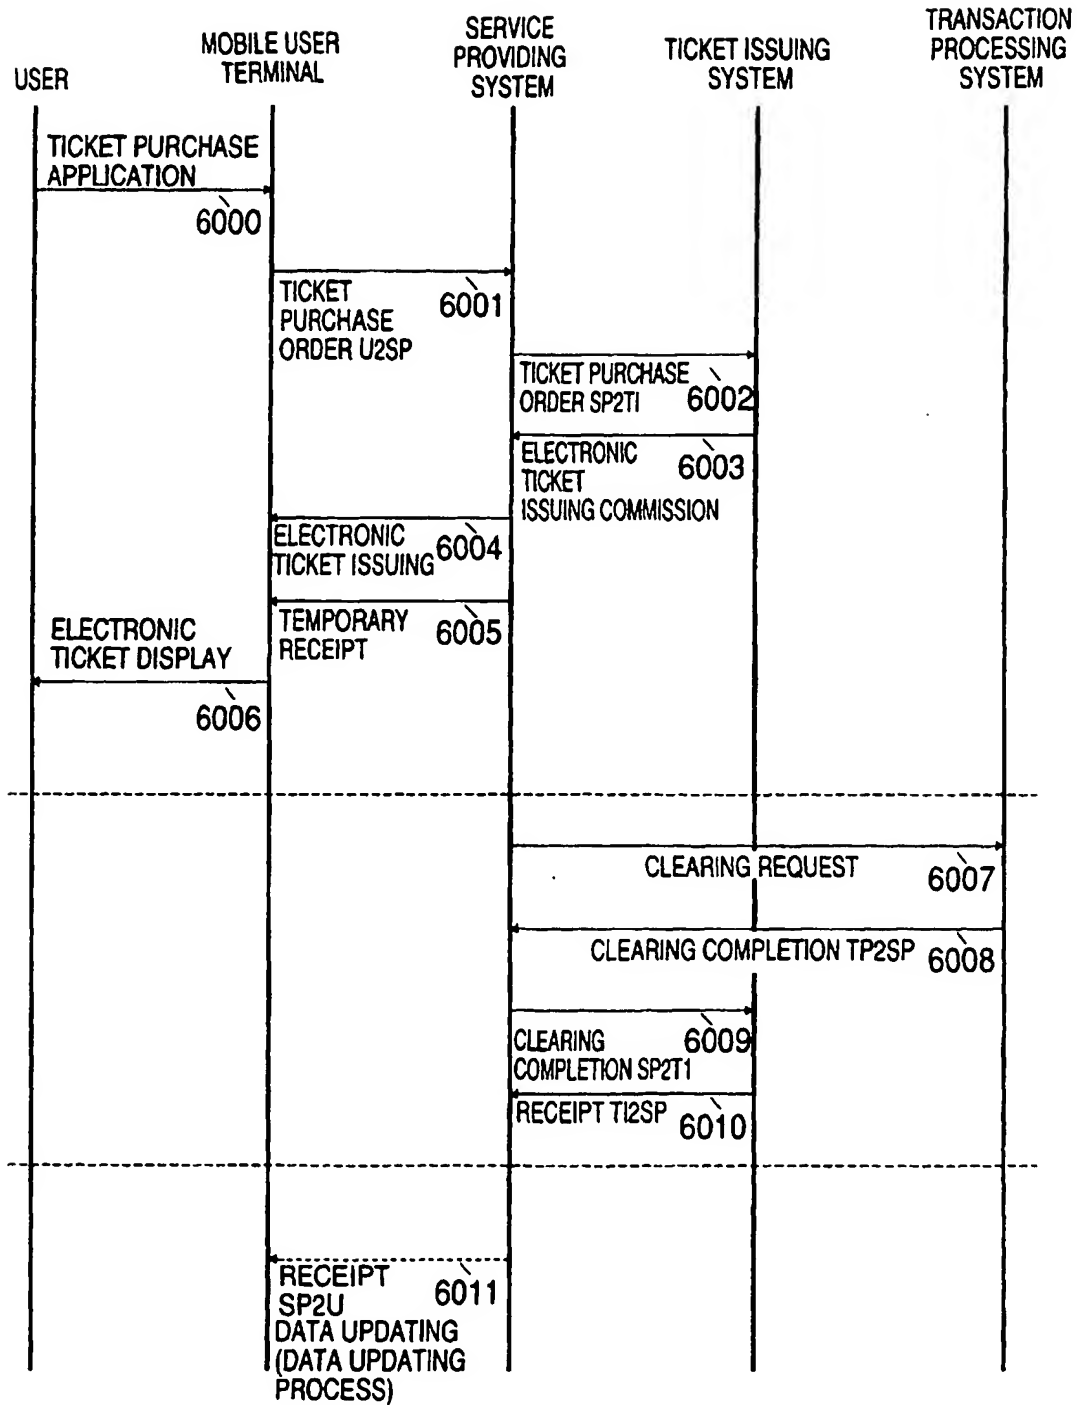 USER
MOBILE USER
TERMINAL
SERVICE
PROVIDING
SYSTEM
TICKET ISSUING
SYSTEM
TRANSACTION
PROCESSING
SYSTEM
TICKET PURCHASE
APPLICATION
6000
TICKET
PURCHASE
ORDER U2SP
6001
TICKET PURCHASE
ORDER SP2TI
6002
ELECTRONIC
TICKET
ISSUING COMMISSION
6003
ELECTRONIC
TICKET ISSUING
6004
TEMPORARY
RECEIPT
6005
ELECTRONIC
TICKET DISPLAY
6006
CLEARING REQUEST
6007
CLEARING COMPLETION TP2SP
6008
CLEARING
COMPLETION SP2T1
6009
RECEIPT TI2SP
6010
RECEIPT
SP2U
DATA UPDATING
(DATA UPDATING
PROCESS)
6011